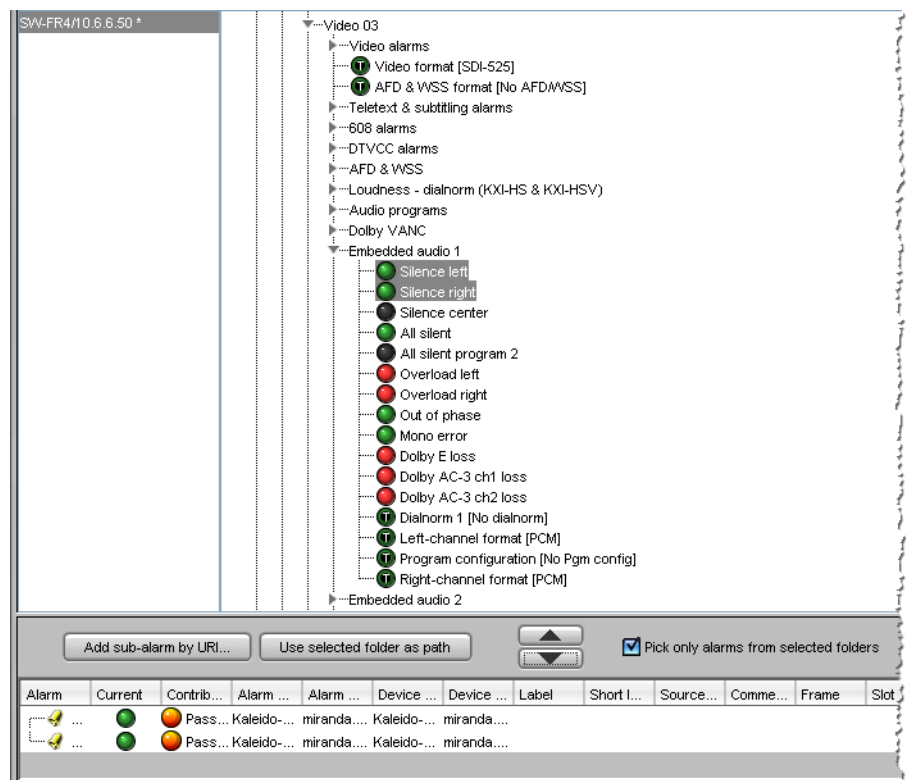 SW-FR4/10.6.6.50 *
Video 03
Video alarms
T Video format [SDI-525]
T AFD & WSS format [No AFD/WSS]
Teletext & subtitling alarms
608 alarms
DTVCC alarms
AFD & WSS
Loudness - dialnorm (KXI-HS & KXI-HSV)
Audio programs
Dolby VANC
Embedded audio 1
Silence left
Silence right
Silence center
All silent
All silent program 2
Overload left
Overload right
Out of phase
Mono error
Dolby E loss
Dolby AC-3 ch1 loss
Dolby AC-3 ch2 loss
T Dialnorm 1 [No dialnorm]
T Left-channel format [PCM]
T Program configuration [No Pgm config]
T Right-channel format [PCM]
Embedded audio 2
Add sub-alarm by URI... Use selected folder as path Pick only alarms from selected folders
Alarm Current Contrib... Alarm ... Alarm ... Device ... Device ... Label Short l... Source... Comme... Frame Slot
... Pass... Kaleido-... miranda.... Kaleido-... miranda....
... Pass... Kaleido-... miranda.... Kaleido-... miranda....